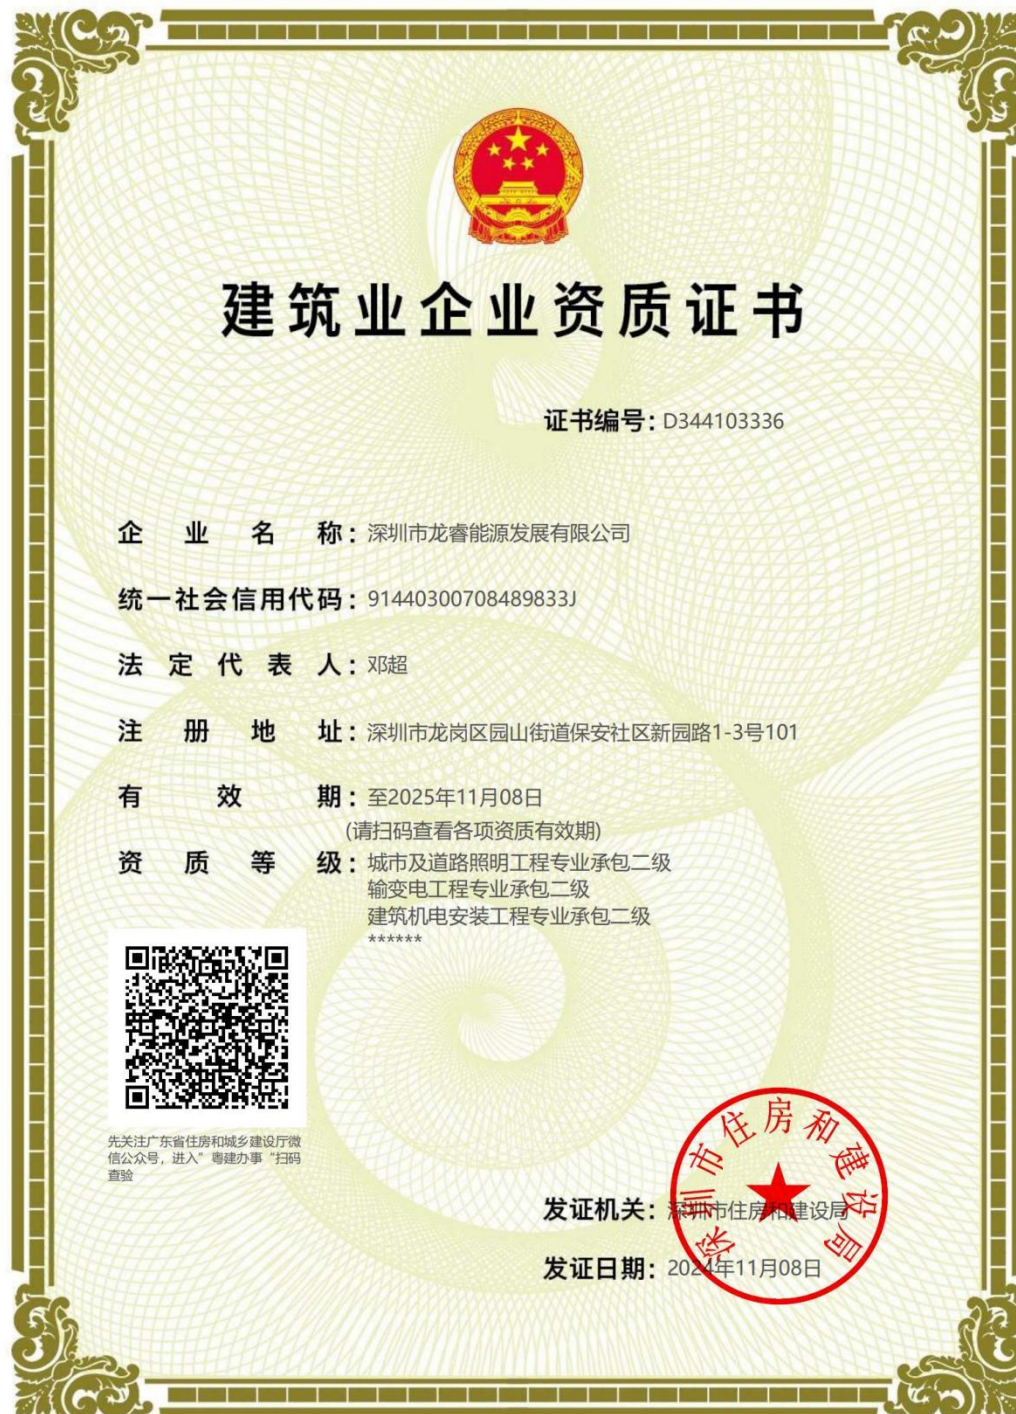 建筑业企业资质证书
证书编号: D344103336
企业名称: 深圳市龙睿能源发展有限公司
统一社会信用代码: 91440300708489833J
法定代表人: 邓超
注册地址: 深圳市龙岗区园山街道保安社区新园路1-3号101
有效期: 至2025年11月08日
(请扫码查看各项资质有效期)
资质等级: 城市及道路照明工程专业承包二级
输变电工程专业承包二级
建筑机电安装工程专业承包二级
******
先关注广东省住房和城乡建设厅微
信公众号，进入”粤建办事“扫码
查验
深圳市住房和建设局
发证机关: 深圳市住房和建设局
发证日期: 2024年11月08日